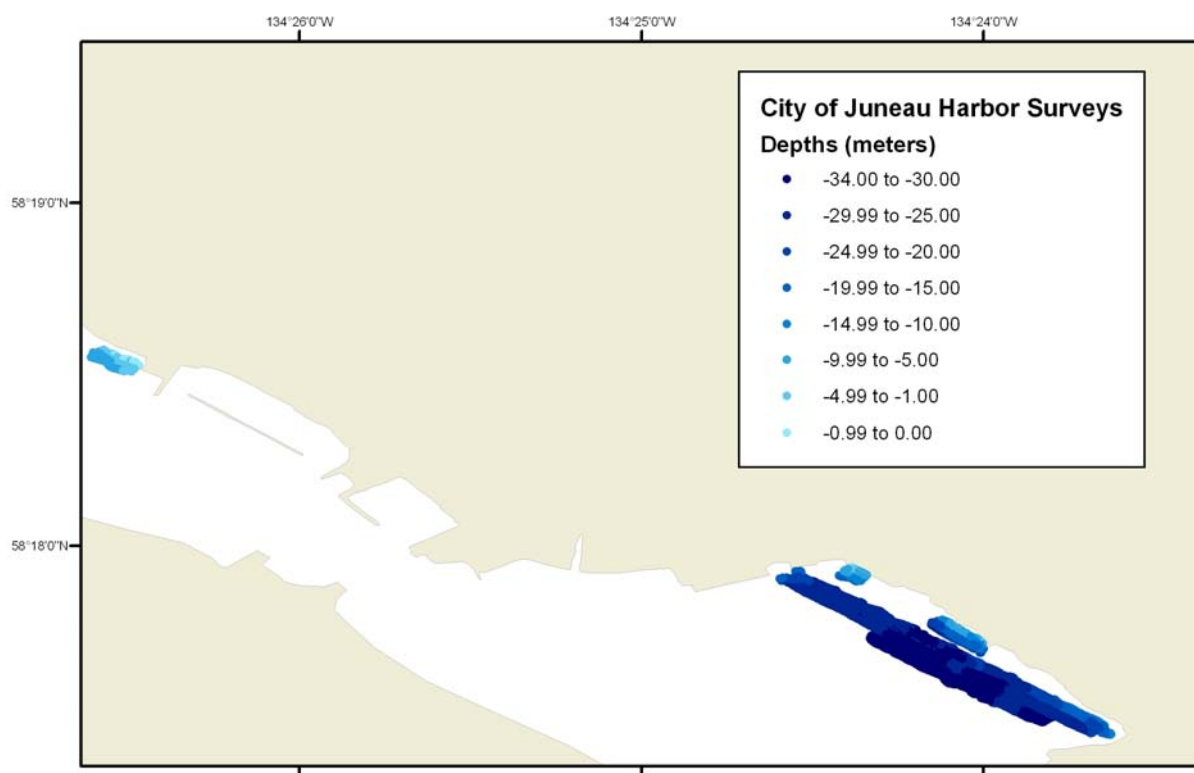 134°26'0"W
134°25'0"W
134°24'0"W
City of Juneau Harbor Surveys
Depths (meters)
-34.00 to -30.00
-29.99 to -25.00
-24.99 to -20.00
-19.99 to -15.00
-14.99 to -10.00
-9.99 to -5.00
-4.99 to -1.00
-0.99 to 0.00
58°19'0"N
58°18'0"N